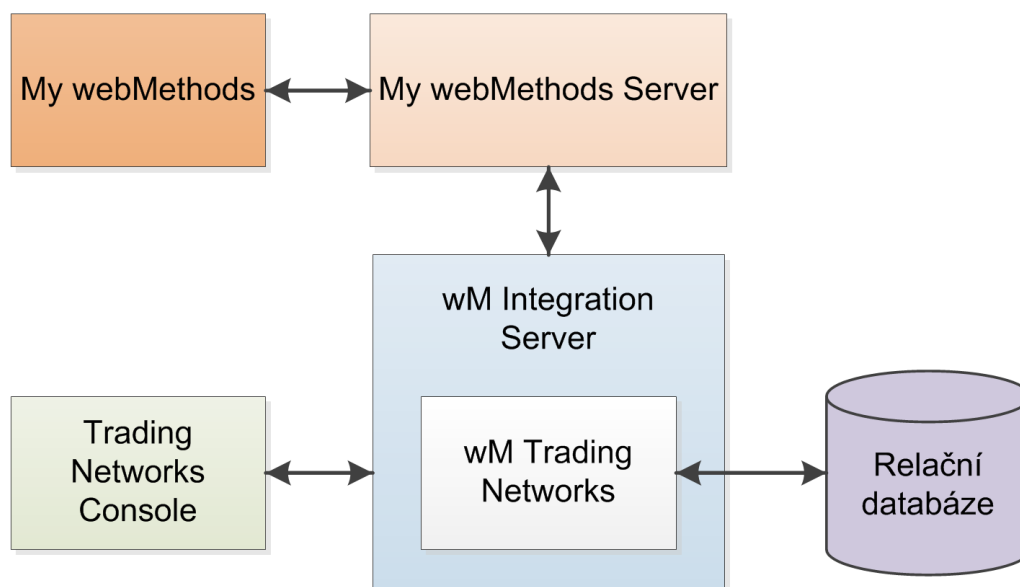 My webMethods
My webMethods Server
wM Integration
Server
Trading
Networks
Console
wM Trading
Networks
Relační
databáze